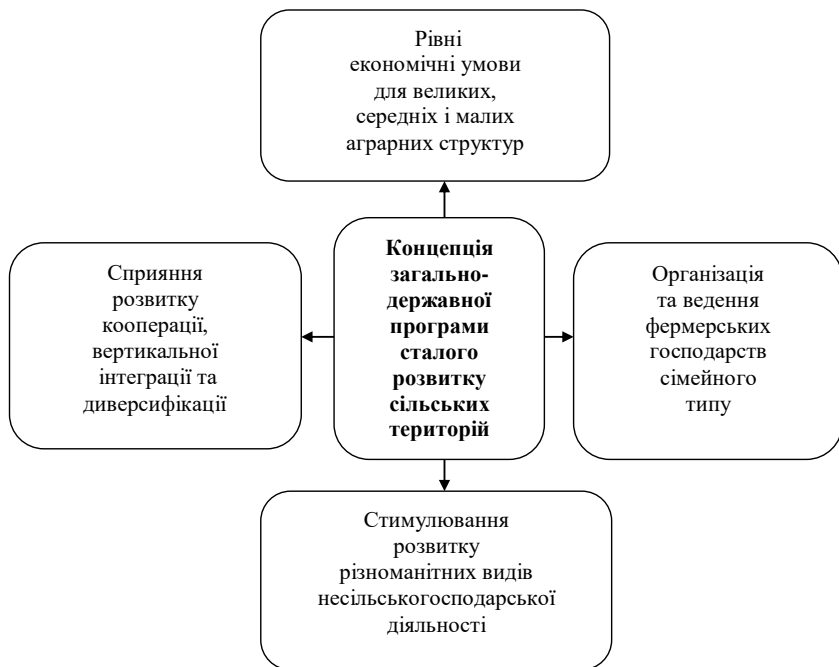 Рівні
економічні умови
для великих,
середніх і малих
аграрних структур
Сприяння
розвитку
кооперації,
вертикальної
інтеграції та
диверсифікації
Концепція
загально-
державної
програми
сталого
розвитку
сільських
територій
Організація
та ведення
фермерських
господарств
сімейного
типу
Стимулювання
розвитку
різноманітних видів
несільськогосподарської
діяльності